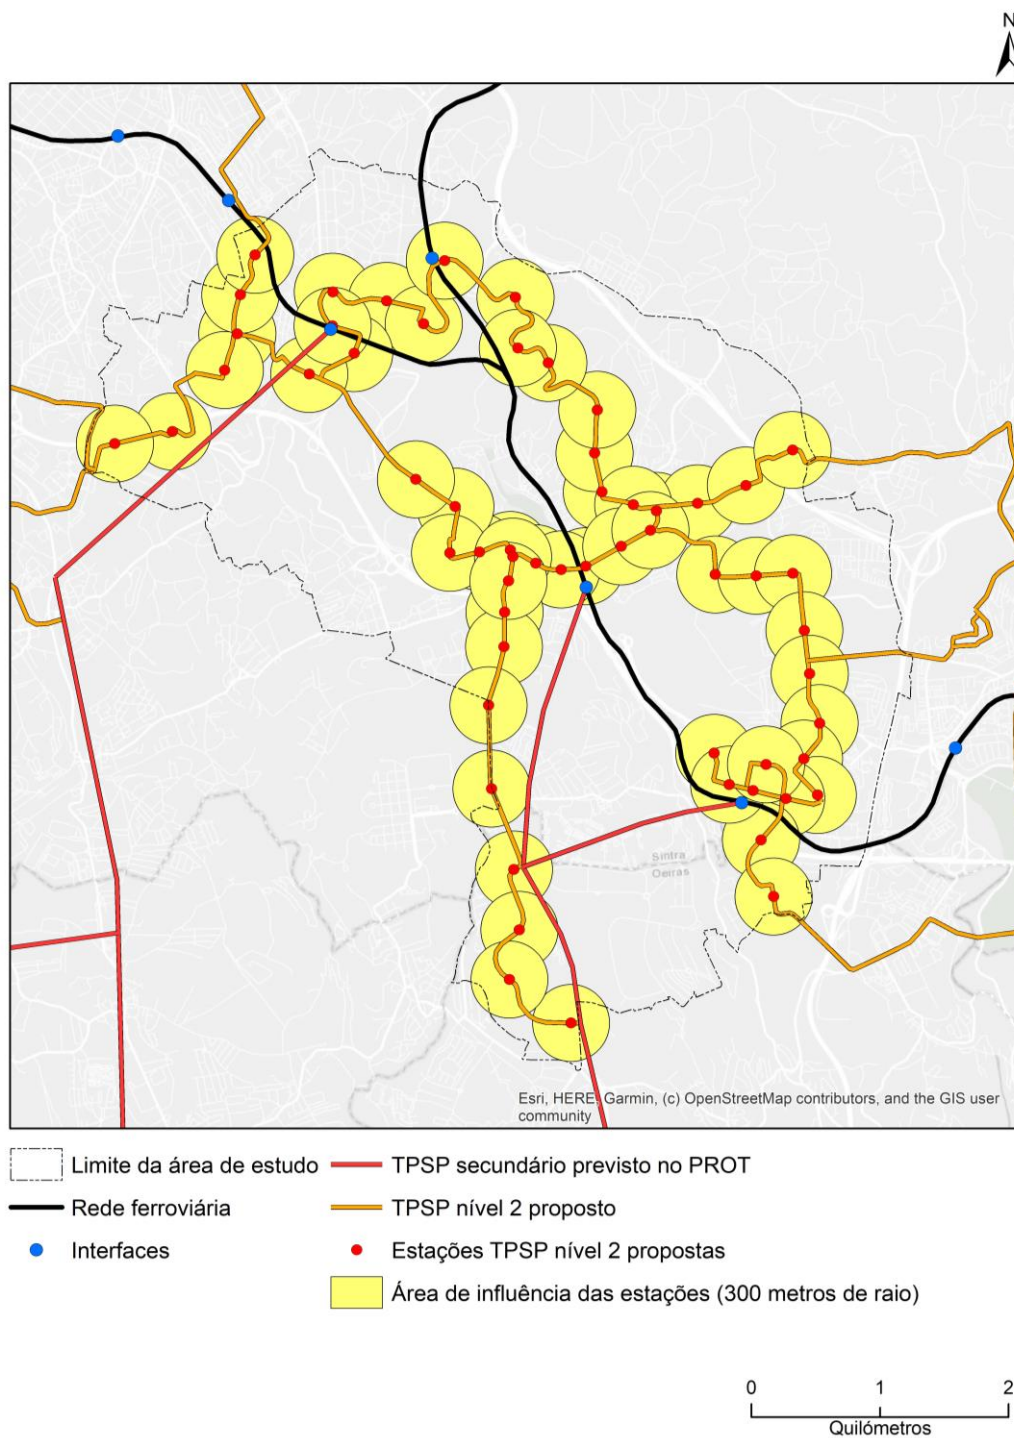 N
Sintra
Oeiras
Esri, HERE, Garmin, (c) OpenStreetMap contributors, and the GIS user
community
Limite da área de estudo
TPSP secundário previsto no PROT
Rede ferroviária
TPSP nível 2 proposto
Interfaces
Estações TPSP nível 2 propostas
Área de influência das estações (300 metros de raio)
0 1 2
Quilómetros